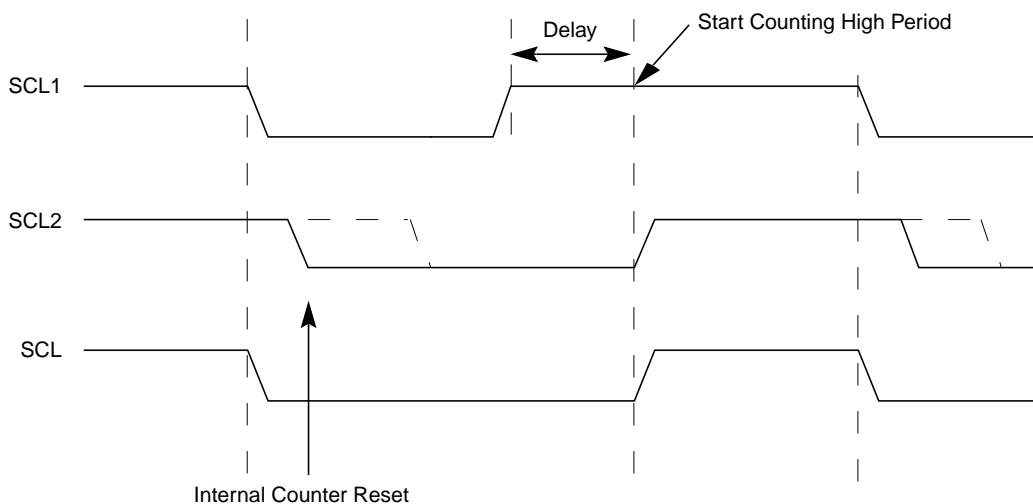 Start Counting High Period
Delay
SCL1
SCL2
SCL
Internal Counter Reset